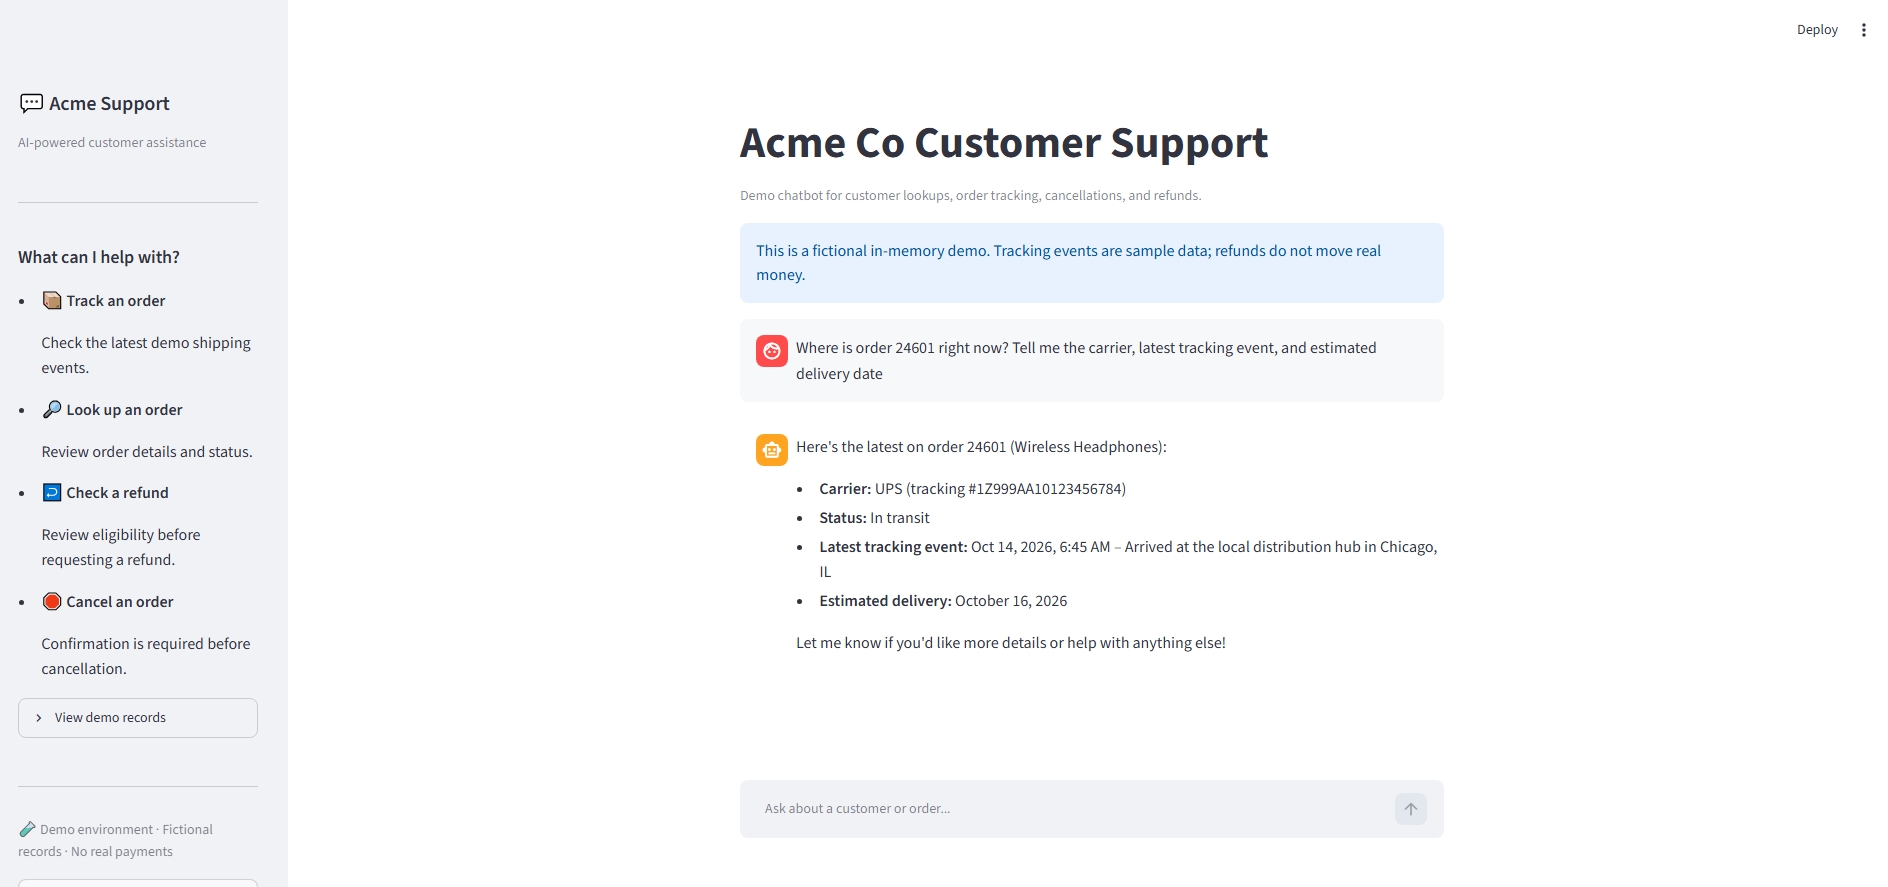 Deploy
💬 Acme Support
AI-powered customer assistance
What can I help with?
• 📦 Track an order
Check the latest demo shipping
events.
• 🔎 Look up an order
Review order details and status.
• ↩️ Check a refund
Review eligibility before
requesting a refund.
• 🛑 Cancel an order
Confirmation is required before
cancellation.
View demo records
🧪 Demo environment · Fictional
records · No real payments
Acme Co Customer Support
Demo chatbot for customer lookups, order tracking, cancellations, and refunds.
This is a fictional in-memory demo. Tracking events are sample data; refunds do not move real
money.
Where is order 24601 right now? Tell me the carrier, latest tracking event, and estimated
delivery date
Here's the latest on order 24601 (Wireless Headphones):
• Carrier: UPS (tracking #1Z999AA10123456784)
• Status: In transit
• Latest tracking event: Oct 14, 2026, 6:45 AM – Arrived at the local distribution hub in Chicago,
IL
• Estimated delivery: October 16, 2026
Let me know if you'd like more details or help with anything else!
Ask about a customer or order...